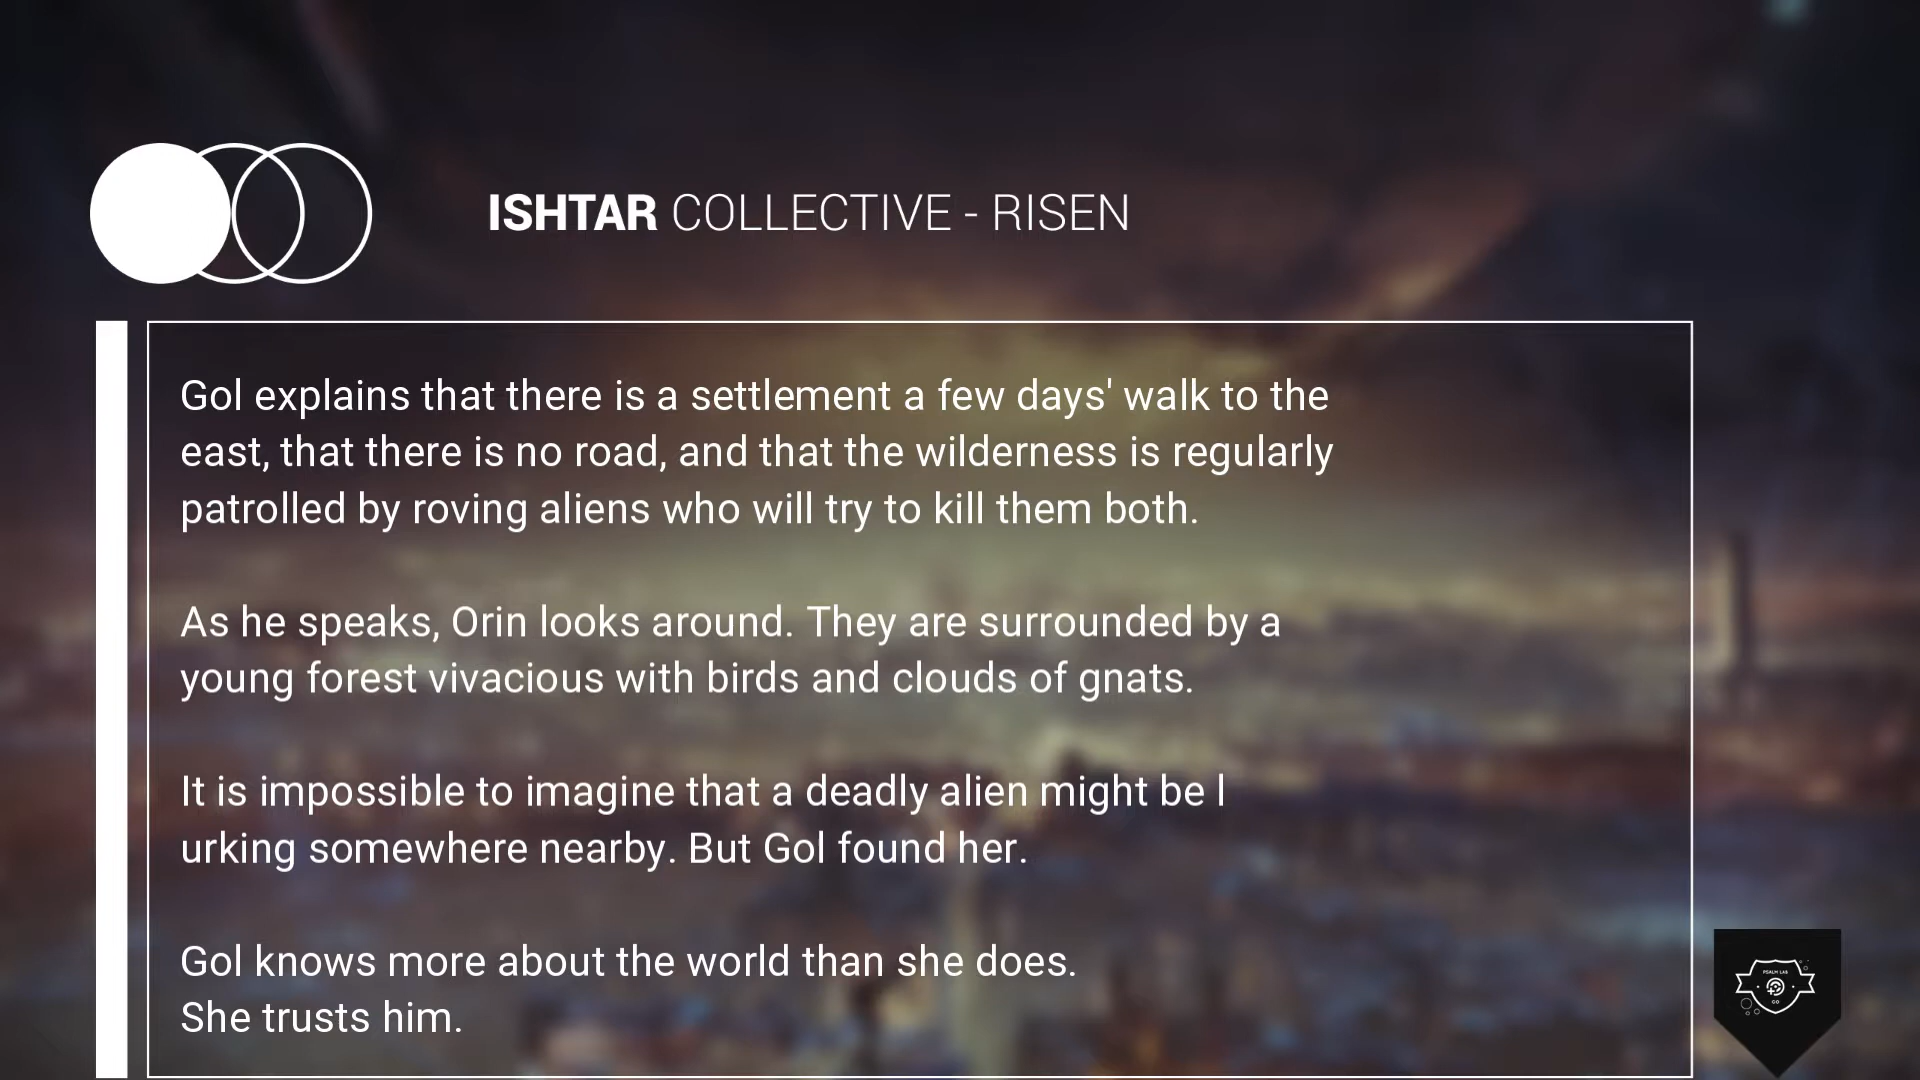 ISHTAR COLLECTIVE - RISEN
Gol explains that there is a settlement a few days' walk to the
east, that there is no road, and that the wilderness is regularly
patrolled by roving aliens who will try to kill them both.
As he speaks, Orin looks around. They are surrounded by a
young forest vivacious with birds and clouds of gnats.
It is impossible to imagine that a deadly alien might be l
urking somewhere nearby. But Gol found her.
Gol knows more about the world than she does.
She trusts him.
PSALM LAB
GO